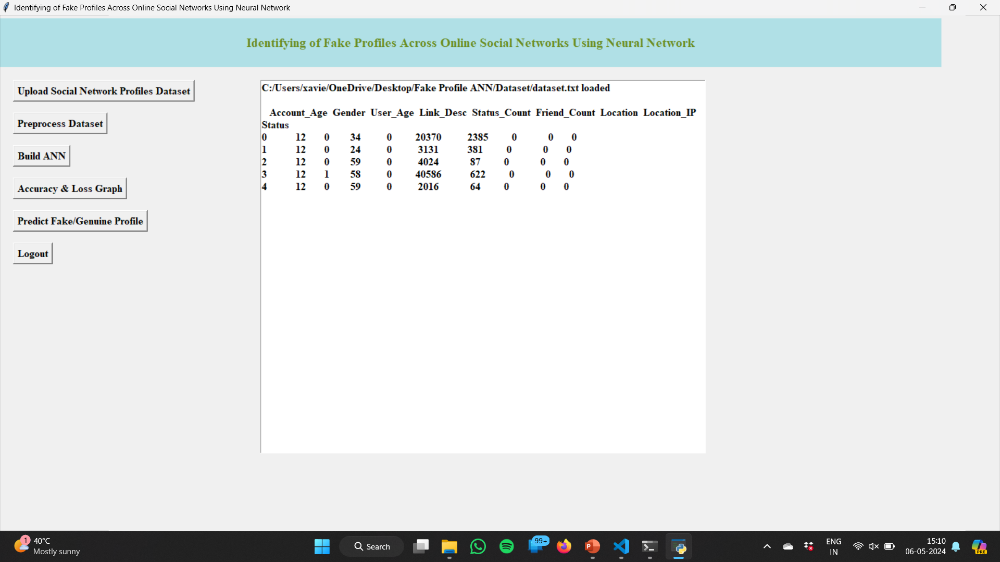 Identifying of Fake Profiles Across Online Social Networks Using Neural Network
Identifying of Fake Profiles Across Online Social Networks Using Neural Network
Upload Social Network Profiles Dataset
Preprocess Dataset
Build ANN
Accuracy & Loss Graph
Predict Fake/Genuine Profile
Logout
C:/Users/xavie/OneDrive/Desktop/Fake Profile ANN/Dataset/dataset.txt loaded
Account_Age Gender User_Age Link_Desc Status_Count Friend_Count Location Location_IP
Status
0 12 0 34 0 20370 2385 0 0 0
1 12 0 24 0 3131 381 0 0 0
2 12 0 59 0 4024 87 0 0 0
3 12 1 58 0 40586 622 0 0 0
4 12 0 59 0 2016 64 0 0 0
1
40°C
Mostly sunny
Search
99+
P
ENG
IN
15:10
06-05-2024
PRE